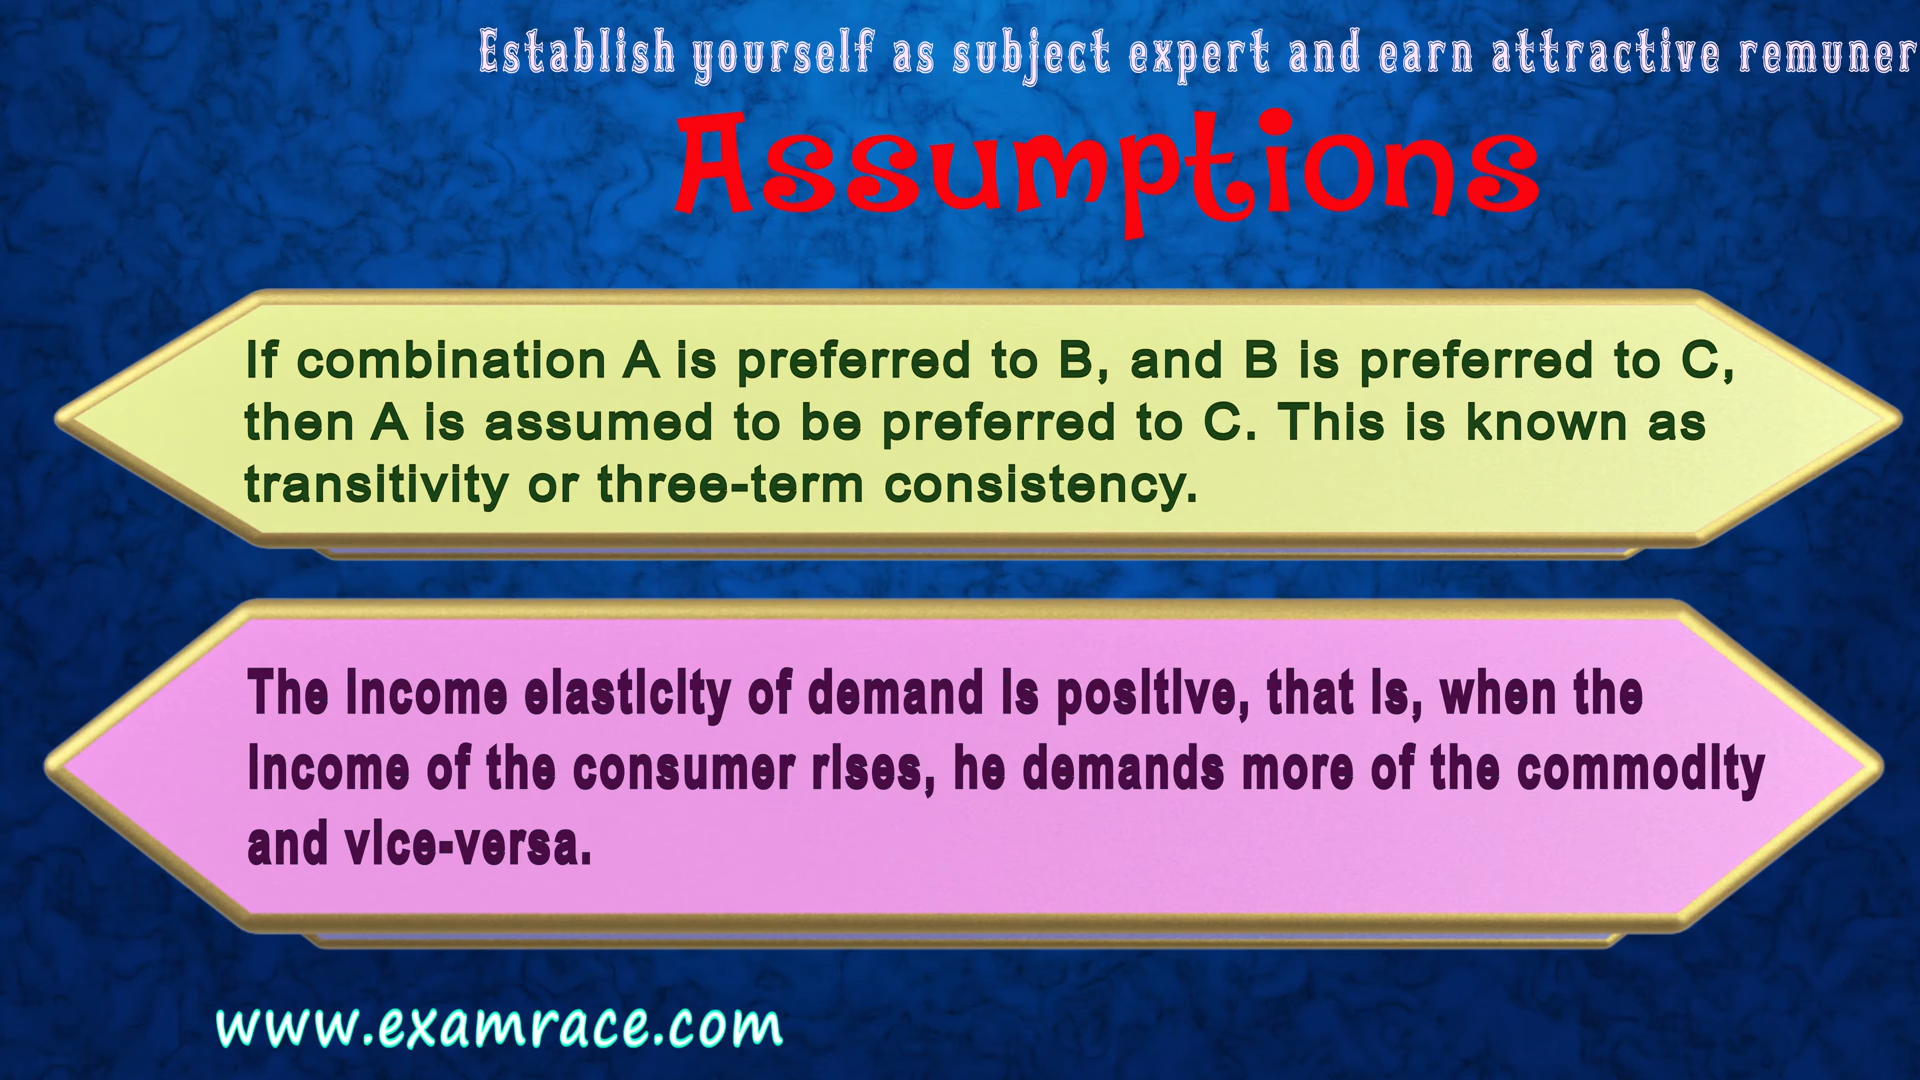 Establish yourself as subject expert and earn attractive remuner
Assumptions
If combination A is preferred to B, and B is preferred to C,
then A is assumed to be preferred to C. This is known as
transitivity or three-term consistency.
The income elasticity of demand is positive, that is, when the
income of the consumer rises, he demands more of the commodity
and vice-versa.
www.examrace.com